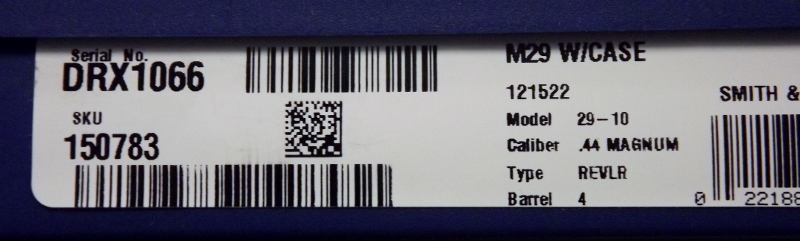 Serial No.
DRX1066
SKU
150783
M29 W/CASE
121522
SMITH &
Model 29-10
Caliber .44 MAGNUM
Type REVLR
Barrel 4
0 22188